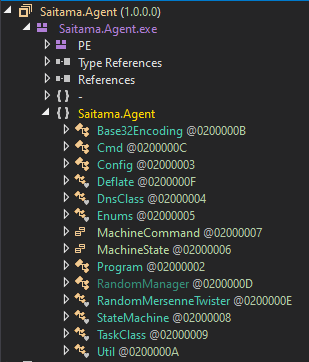 Saitama.Agent (1.0.0.0)
Saitama.Agent.exe
PE
Type References
References
{ } -
{ } Saitama.Agent
Base32Encoding @0200000B
Cmd @0200000C
Config @02000003
Deflate @0200000F
DnsClass @02000004
Enums @02000005
MachineCommand @02000007
MachineState @02000006
Program @02000002
RandomManager @0200000D
RandomMersenneTwister @0200000E
StateMachine @02000008
TaskClass @02000009
Util @0200000A